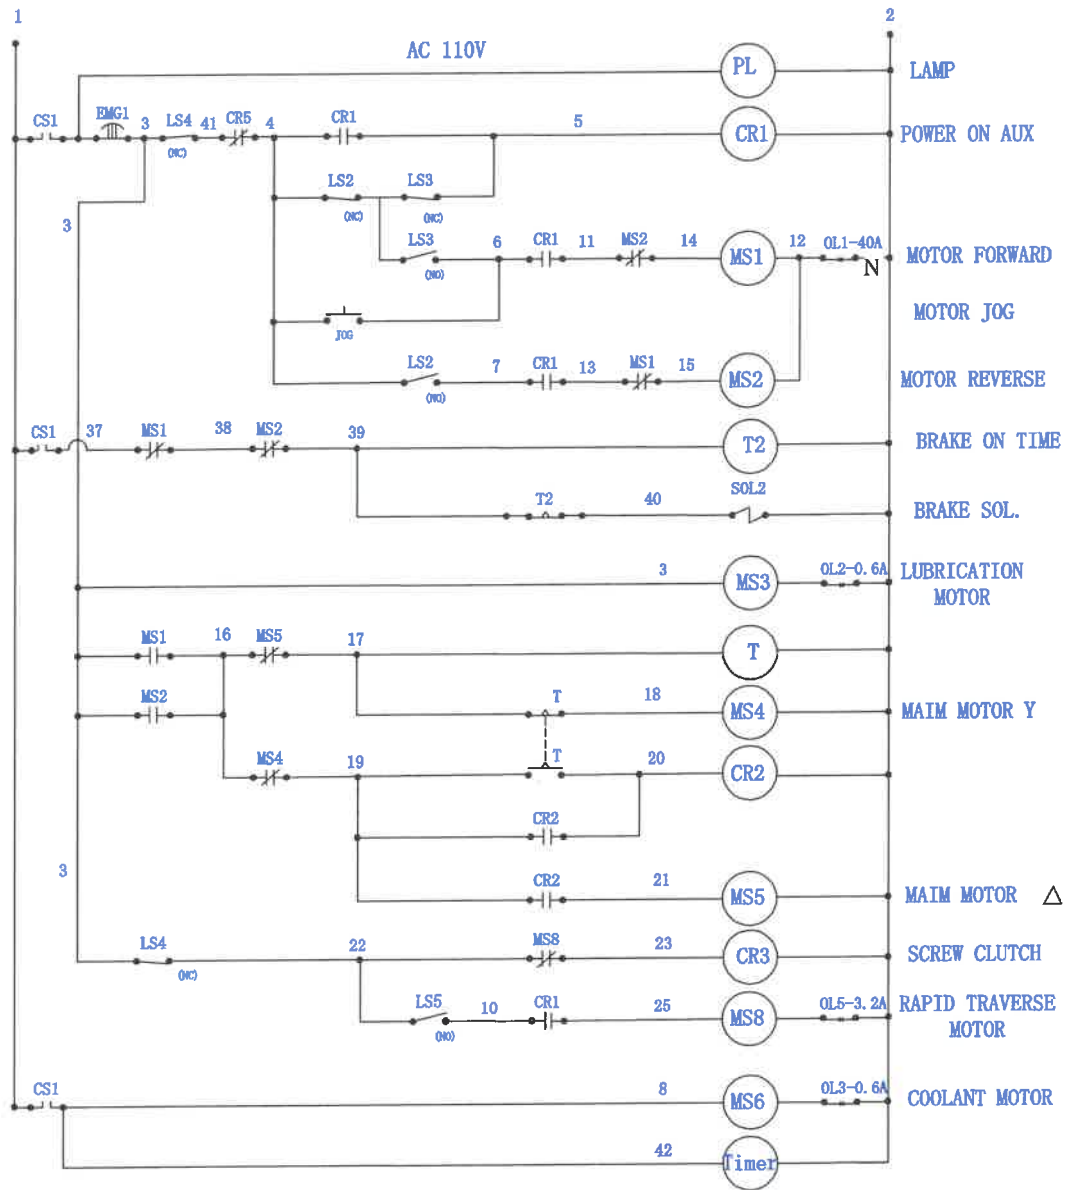 1
2
AC 110V
PL
LAMP
CS1
EMG1
3
LS4
(NC)
41
CR5
4
CR1
5
CR1
POWER ON AUX
LS2
(NC)
LS3
(NC)
3
LS3
(NO)
6
CR1
11
MS2
14
MS1
12
OL1-40A
N
MOTOR FORWARD
JOG
MOTOR JOG
LS2
(NO)
7
CR1
13
MS1
15
MS2
MOTOR REVERSE
CS1
37
MS1
38
MS2
39
T2
BRAKE ON TIME
T2
40
SOL2
BRAKE SOL.
3
MS3
OL2-0.6A
LUBRICATION
MOTOR
MS1
16
MS5
17
T
MS2
T
18
MS4
MAIM MOTOR Y
MS4
19
T
20
CR2
CR2
3
CR2
21
MS5
MAIM MOTOR △
LS4
(NC)
22
MS8
23
CR3
SCREW CLUTCH
LS5
(NO)
10
CR1
25
MS8
OL5-3.2A
RAPID TRAVERSE
MOTOR
CS1
8
MS6
OL3-0.6A
COOLANT MOTOR
42
Timer